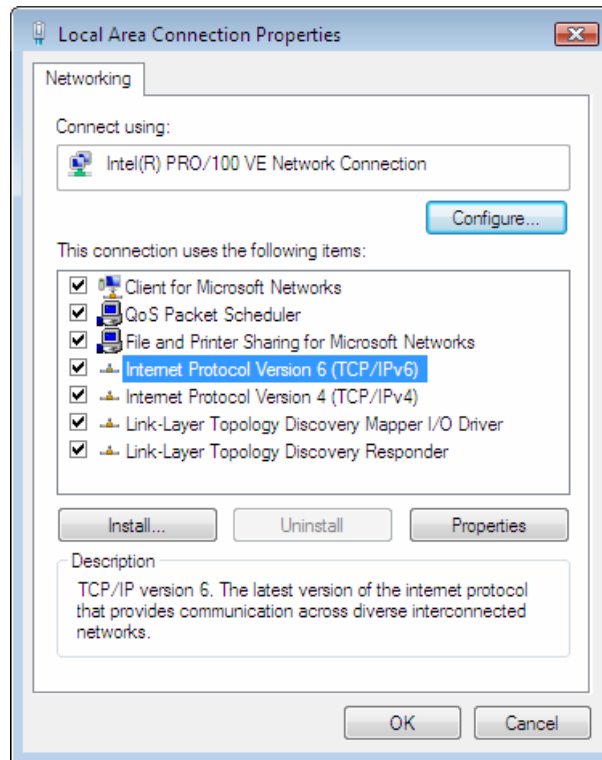 Local Area Connection Properties
Networking
Connect using:
Intel(R) PRO/100 VE Network Connection
Configure...
This connection uses the following items:
Client for Microsoft Networks
QoS Packet Scheduler
File and Printer Sharing for Microsoft Networks
Internet Protocol Version 6 (TCP/IPv6)
Internet Protocol Version 4 (TCP/IPv4)
Link-Layer Topology Discovery Mapper I/O Driver
Link-Layer Topology Discovery Responder
Install... Uninstall Properties
Description
TCP/IP version 6. The latest version of the internet protocol
that provides communication across diverse interconnected
networks.
OK Cancel